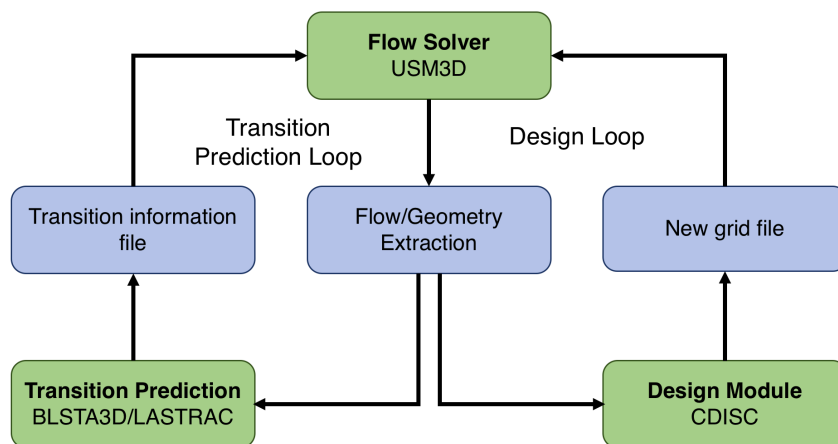 Flow Solver
USM3D
Transition
Prediction Loop
Design Loop
Transition information
file
Flow/Geometry
Extraction
New grid file
Transition Prediction
BLSTA3D/LASTRAC
Design Module
CDISC